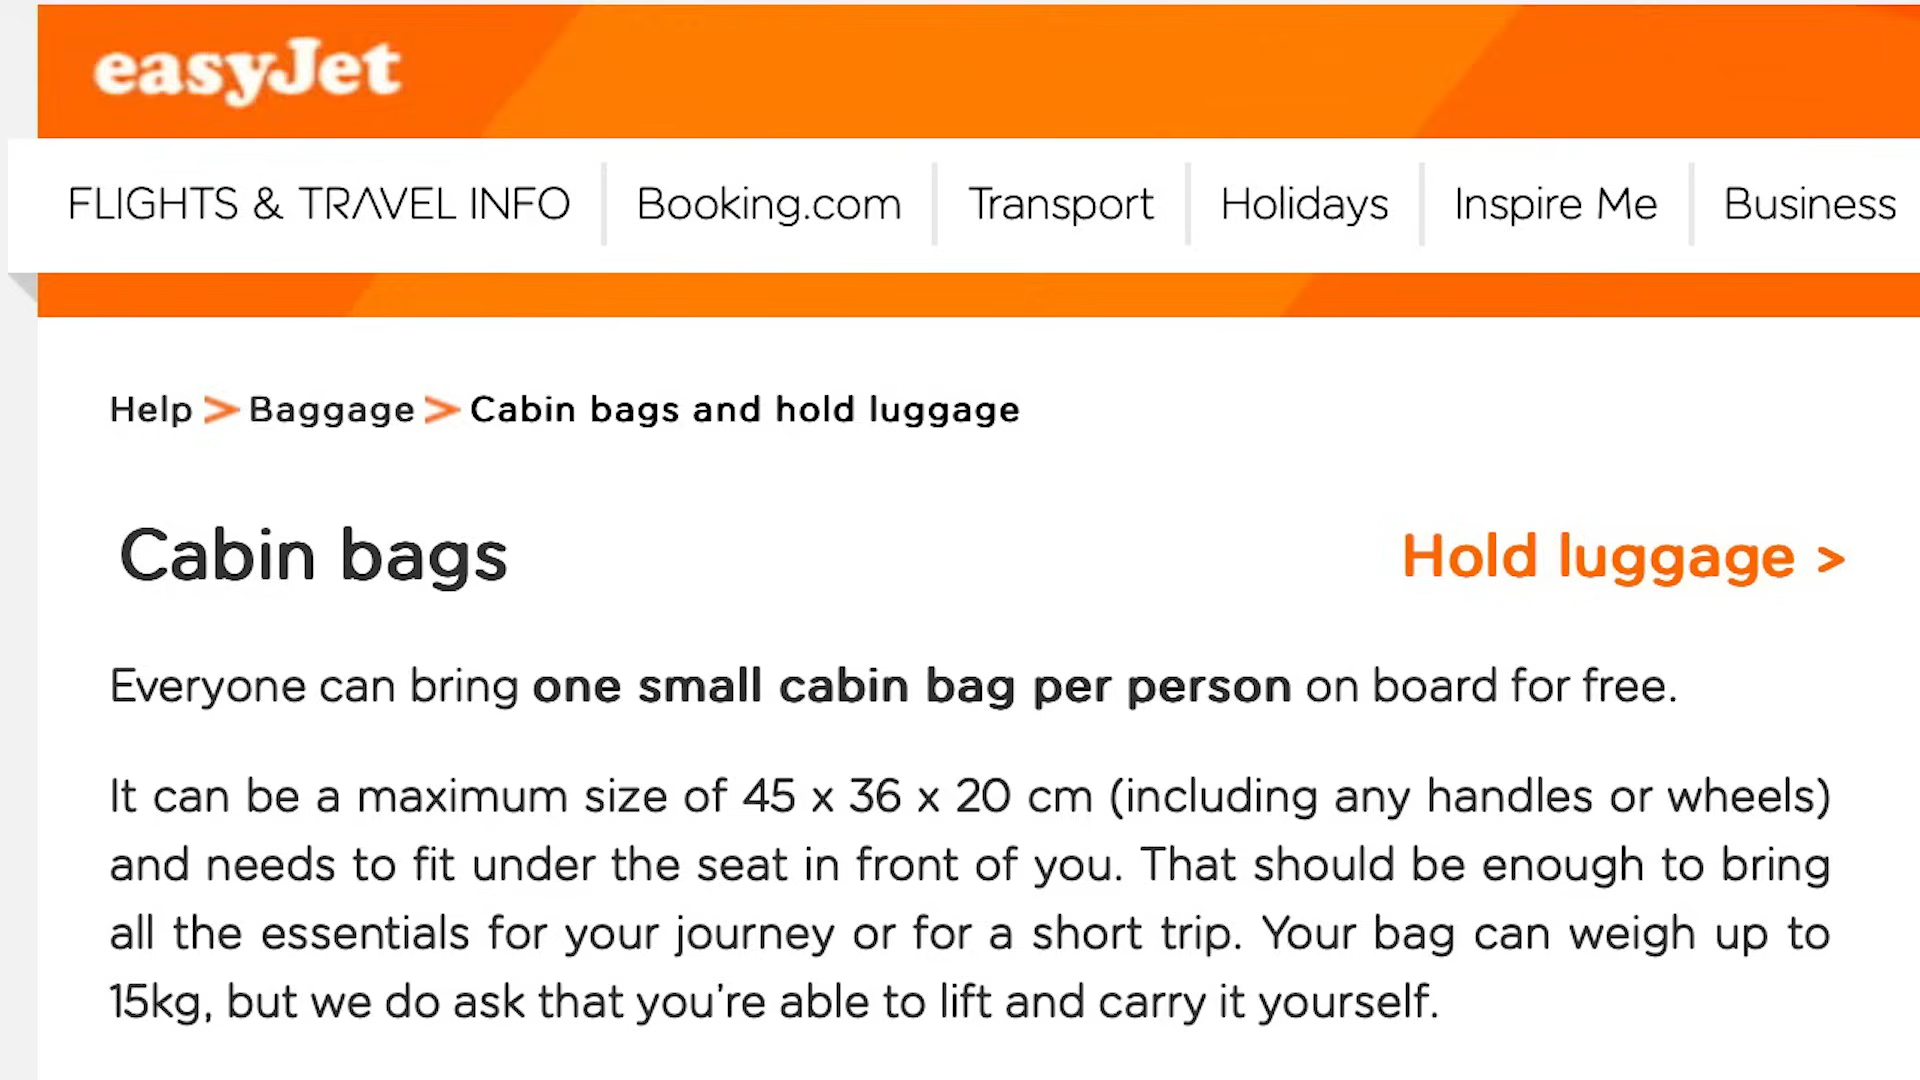 easyJet
FLIGHTS & TRAVEL INFO Booking.com Transport Holidays Inspire Me Business
Help > Baggage > Cabin bags and hold luggage
Cabin bags
Hold luggage >
Everyone can bring one small cabin bag per person on board for free.
It can be a maximum size of 45 x 36 x 20 cm (including any handles or wheels)
and needs to fit under the seat in front of you. That should be enough to bring
all the essentials for your journey or for a short trip. Your bag can weigh up to
15kg, but we do ask that you're able to lift and carry it yourself.